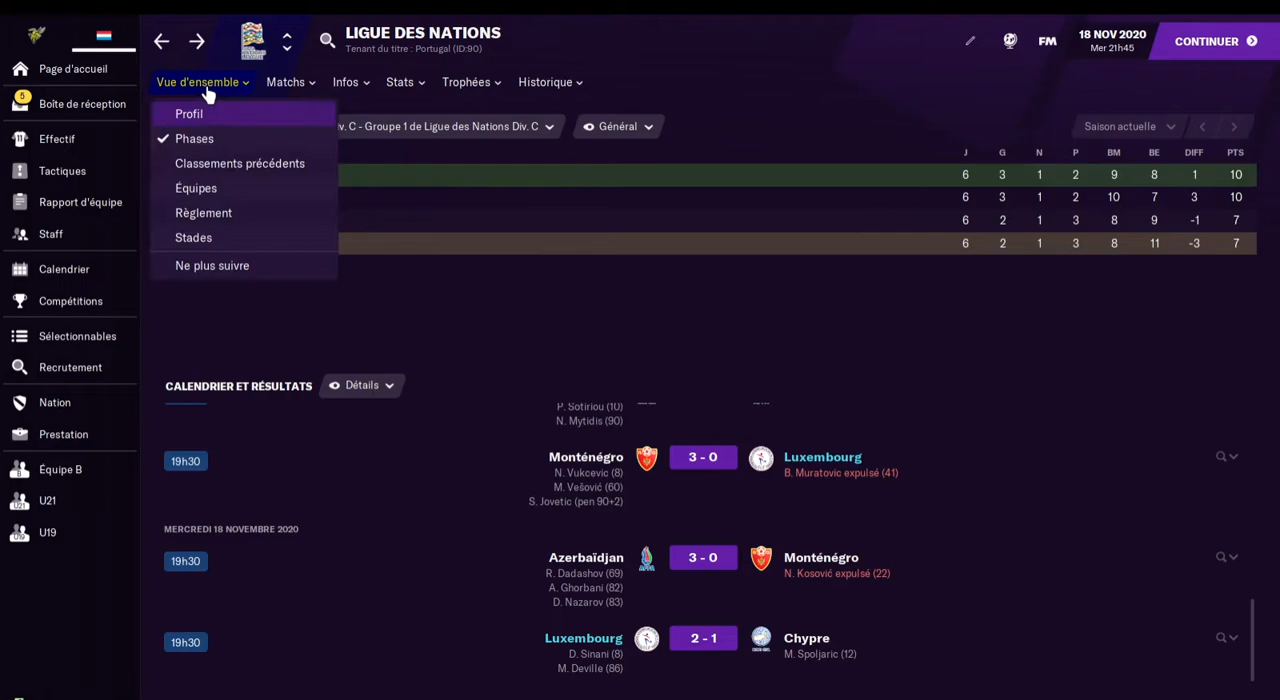 LIGUE DES NATIONS
Tenant du titre : Portugal (ID:90)
FM
18 NOV 2020
Mer 21h45
CONTINUER
Page d'accueil
5
Boîte de réception
Effectif
Tactiques
Rapport d'équipe
Staff
Calendrier
Compétitions
Sélectionnables
Recrutement
Nation
Prestation
Équipe B
U21
U19
Vue d'ensemble
Matchs
Infos
Stats
Trophées
Historique
Profil
Phases
Classements précédents
Équipes
Règlement
Stades
Ne plus suivre
iv. C - Groupe 1 de Ligue des Nations Div. C
Général
Saison actuelle
J G N P BM BE DIFF PTS
6 3 1 2 9 8 1 10
6 3 1 2 10 7 3 10
6 2 1 3 8 9 -1 7
6 2 1 3 8 11 -3 7
CALENDRIER ET RÉSULTATS
Détails
P. Sotiriou (10)
N. Mytidis (90)
19h30 Monténégro 3 - 0 Luxembourg
N. Vukcevic (8) B. Muratovic expulsé (41)
M. Vešović (60)
S. Jovetic (pen 90+2)
MERCREDI 18 NOVEMBRE 2020
19h30 Azerbaïdjan 3 - 0 Monténégro
R. Dadashov (69) N. Kosović expulsé (22)
A. Ghorbani (82)
D. Nazarov (83)
19h30 Luxembourg 2 - 1 Chypre
D. Sinani (8) M. Spoljaric (12)
M. Deville (86)